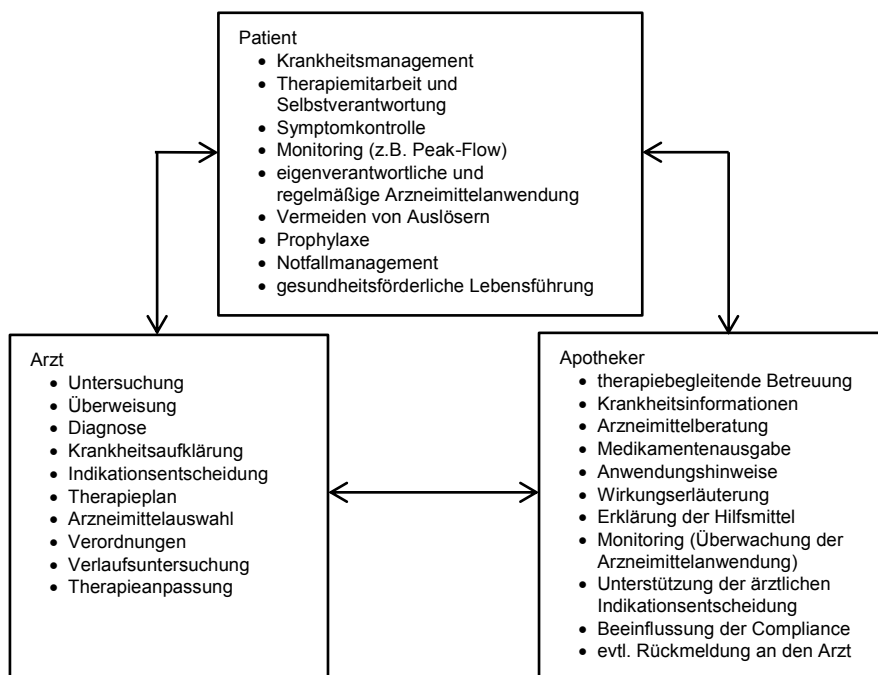 Patient
• Krankheitsmanagement
• Therapiemitarbeit und
Selbstverantwortung
• Symptomkontrolle
• Monitoring (z.B. Peak-Flow)
• eigenverantwortliche und
regelmäßige Arzneimittelanwendung
• Vermeiden von Auslösern
• Prophylaxe
• Notfallmanagement
• gesundheitsförderliche Lebensführung
Arzt
• Untersuchung
• Überweisung
• Diagnose
• Krankheitsaufklärung
• Indikationsentscheidung
• Therapieplan
• Arzneimittelauswahl
• Verordnungen
• Verlaufsuntersuchung
• Therapieanpassung
Apotheker
• therapiebegleitende Betreuung
• Krankheitsinformationen
• Arzneimittelberatung
• Medikamentenausgabe
• Anwendungshinweise
• Wirkungserläuterung
• Erklärung der Hilfsmittel
• Monitoring (Überwachung der
Arzneimittelanwendung)
• Unterstützung der ärztlichen
Indikationsentscheidung
• Beeinflussung der Compliance
• evtl. Rückmeldung an den Arzt